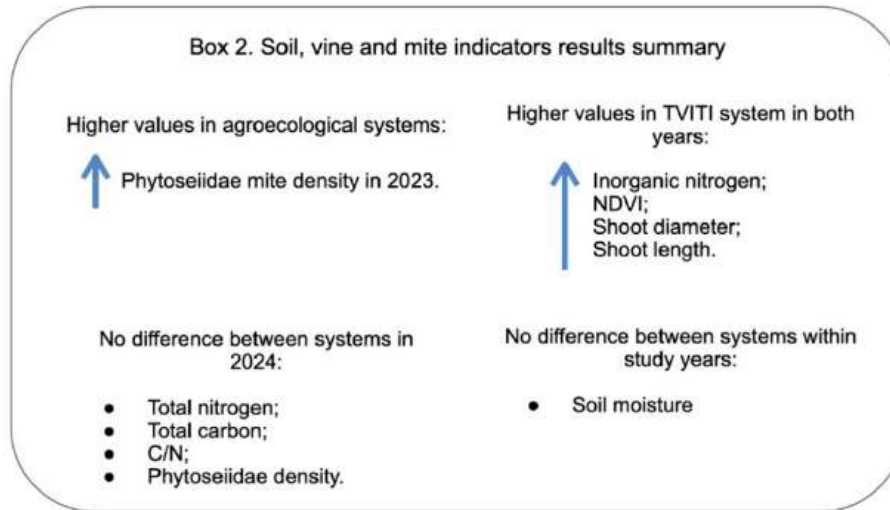 Box 2. Soil, vine and mite indicators results summary
Higher values in agroecological systems:
Phytoseiidae mite density in 2023.
Higher values in TVITI system in both
years:
Inorganic nitrogen;
NDVI;
Shoot diameter;
Shoot length.
No difference between systems in
2024:
● Total nitrogen;
● Total carbon;
● C/N;
● Phytoseiidae density.
No difference between systems within
study years:
● Soil moisture